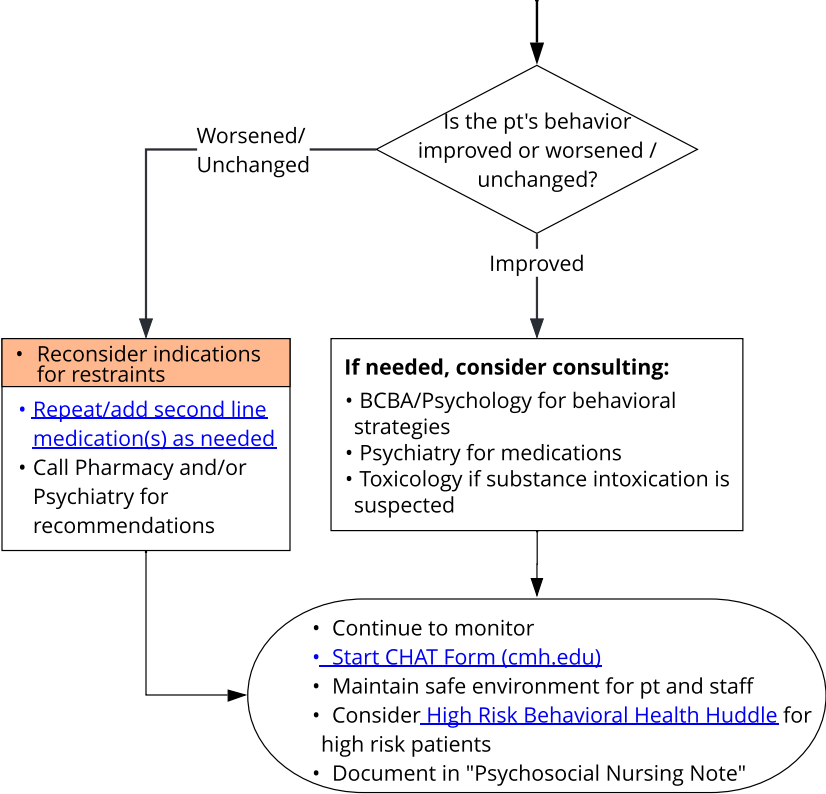 Is the pt's behavior
improved or worsened /
unchanged?
Worsened/
Unchanged
Improved
• Reconsider indications
for restraints
• Repeat/add second line
medication(s) as needed
• Call Pharmacy and/or
Psychiatry for
recommendations
If needed, consider consulting:
• BCBA/Psychology for behavioral
strategies
• Psychiatry for medications
• Toxicology if substance intoxication is
suspected
• Continue to monitor
• Start CHAT Form (cmh.edu)
• Maintain safe environment for pt and staff
• Consider High Risk Behavioral Health Huddle for
high risk patients
• Document in "Psychosocial Nursing Note"